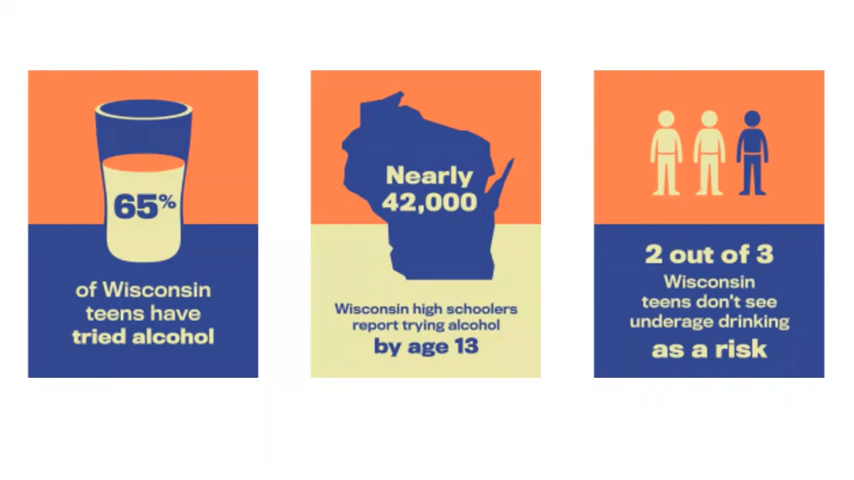 65%
of Wisconsin
teens have
tried alcohol
Nearly
42,000
Wisconsin high schoolers
report trying alcohol
by age 13
2 out of 3
Wisconsin
teens don't see
underage drinking
as a risk